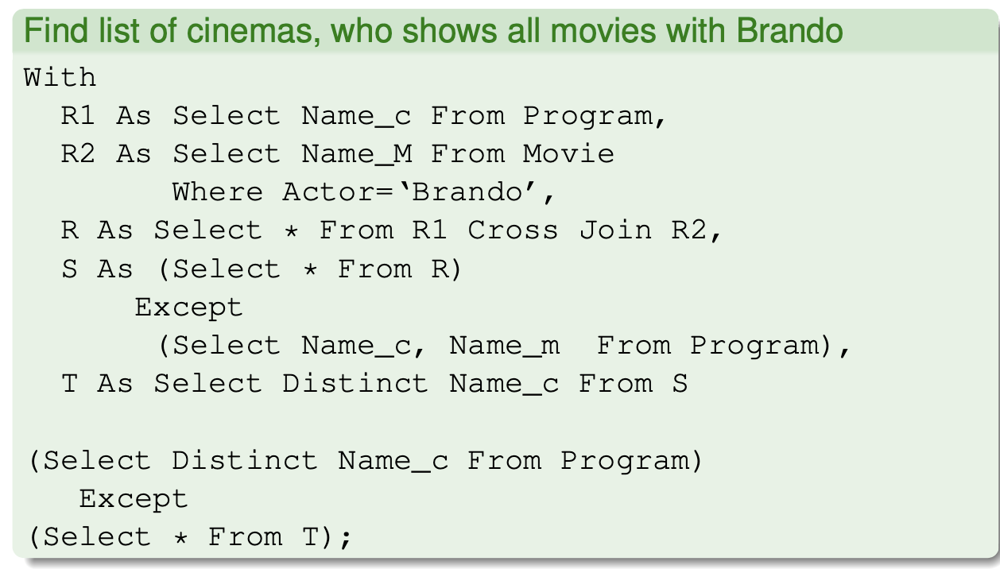 Find list of cinemas, who shows all movies with Brando
With
R1 As Select Name_c From Program,
R2 As Select Name_M From Movie
Where Actor=‘Brando’,
R As Select * From R1 Cross Join R2,
S As (Select * From R)
Except
(Select Name_c, Name_m From Program),
T As Select Distinct Name_c From S
(Select Distinct Name_c From Program)
Except
(Select * From T);